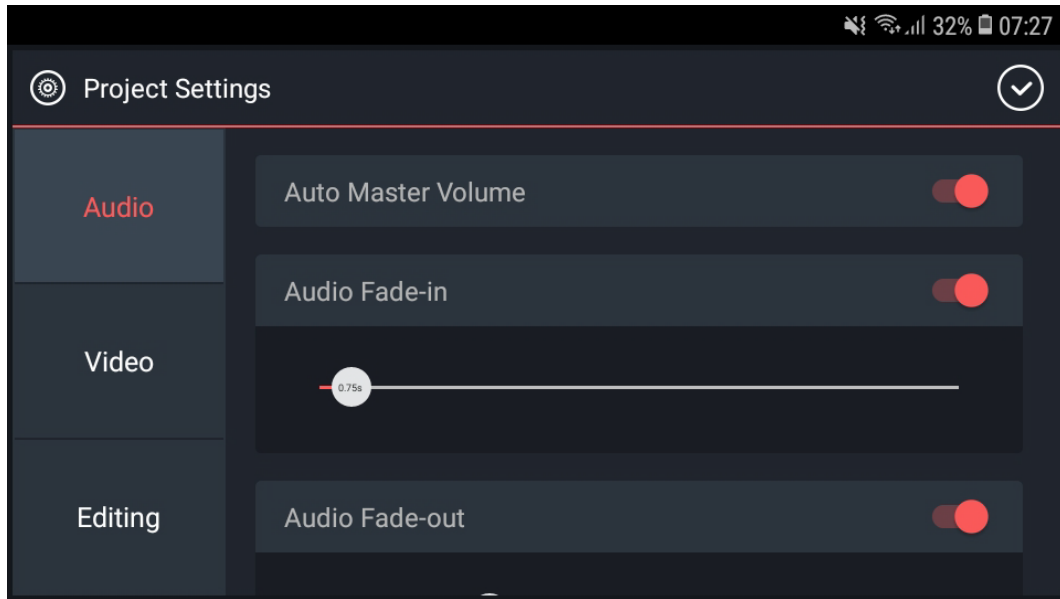 32% 07:27
Project Settings
Audio
Auto Master Volume
Audio Fade-in
Video
0.75s
Editing
Audio Fade-out